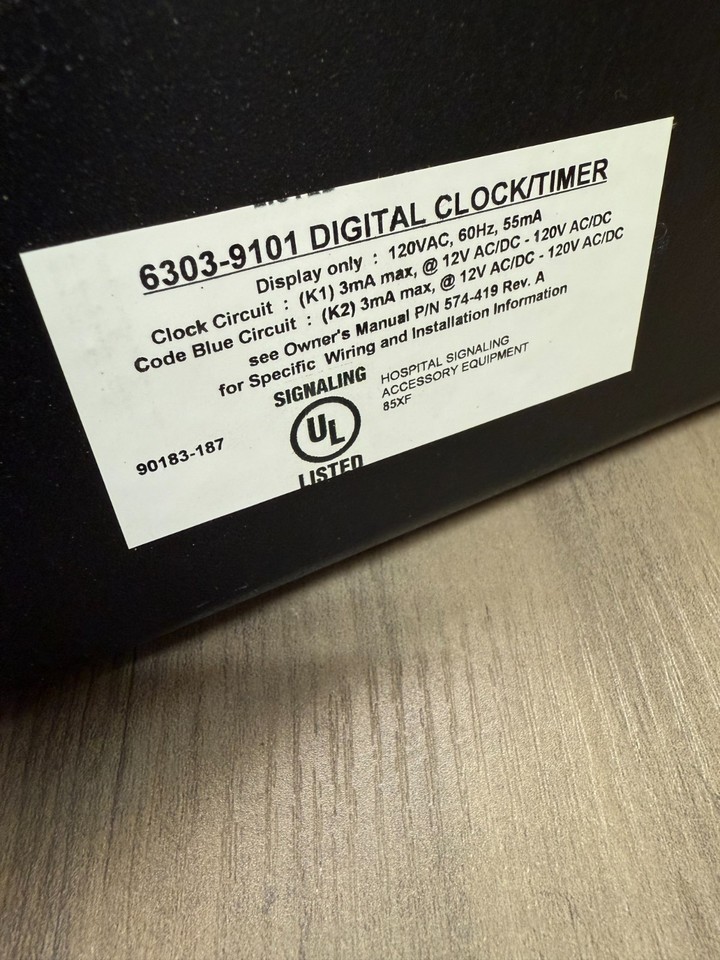 6303-9101 DIGITAL CLOCK/TIMER
Display only : 120VAC, 60Hz, 55mA
Clock Circuit : (K1) 3mA max, @ 12V AC/DC - 120V AC/DC
Code Blue Circuit : (K2) 3mA max, @ 12V AC/DC - 120V AC/DC
see Owner's Manual P/N 574-419 Rev. A
for Specific Wiring and Installation Information
SIGNALING
UL
LISTED
HOSPITAL SIGNALING
ACCESSORY EQUIPMENT
85XF
90183-187